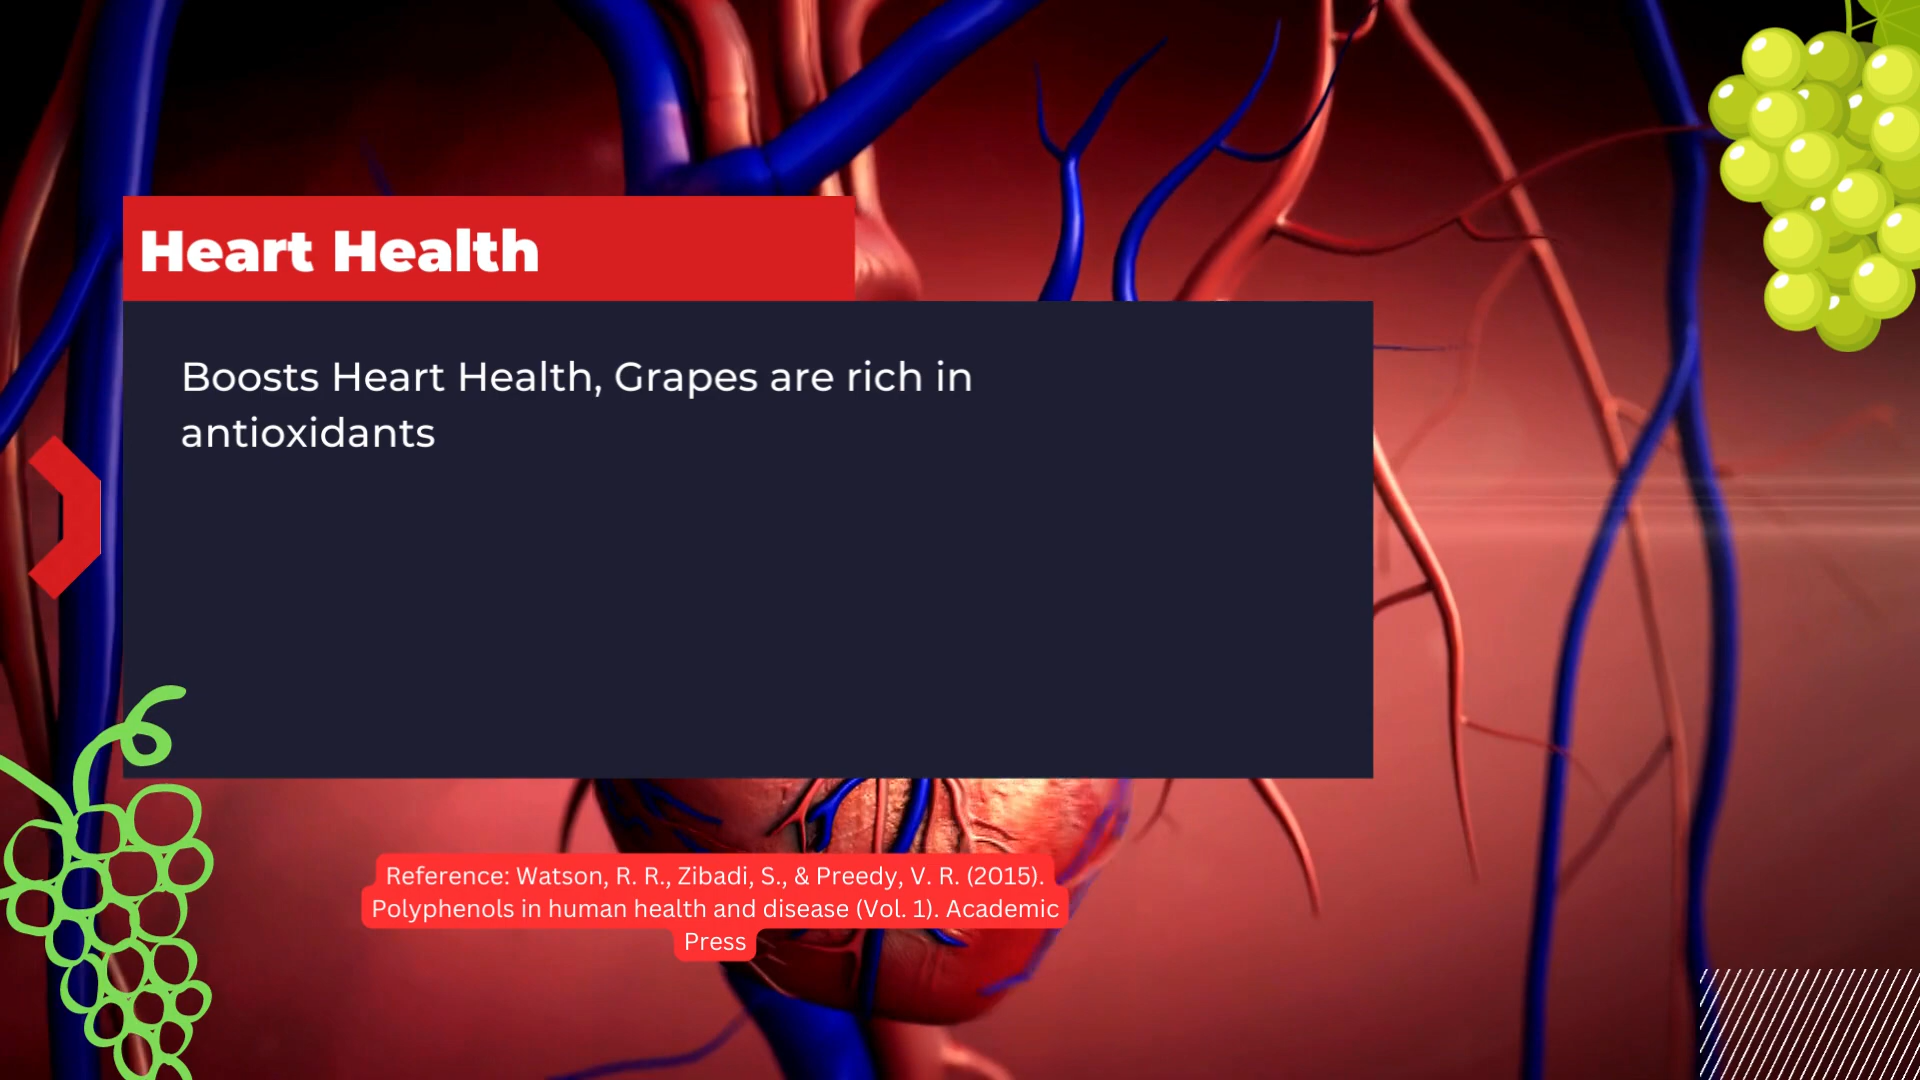 Heart Health
Boosts Heart Health, Grapes are rich in
antioxidants
Reference: Watson, R. R., Zibadi, S., & Preedy, V. R. (2015).
Polyphenols in human health and disease (Vol. 1). Academic
Press